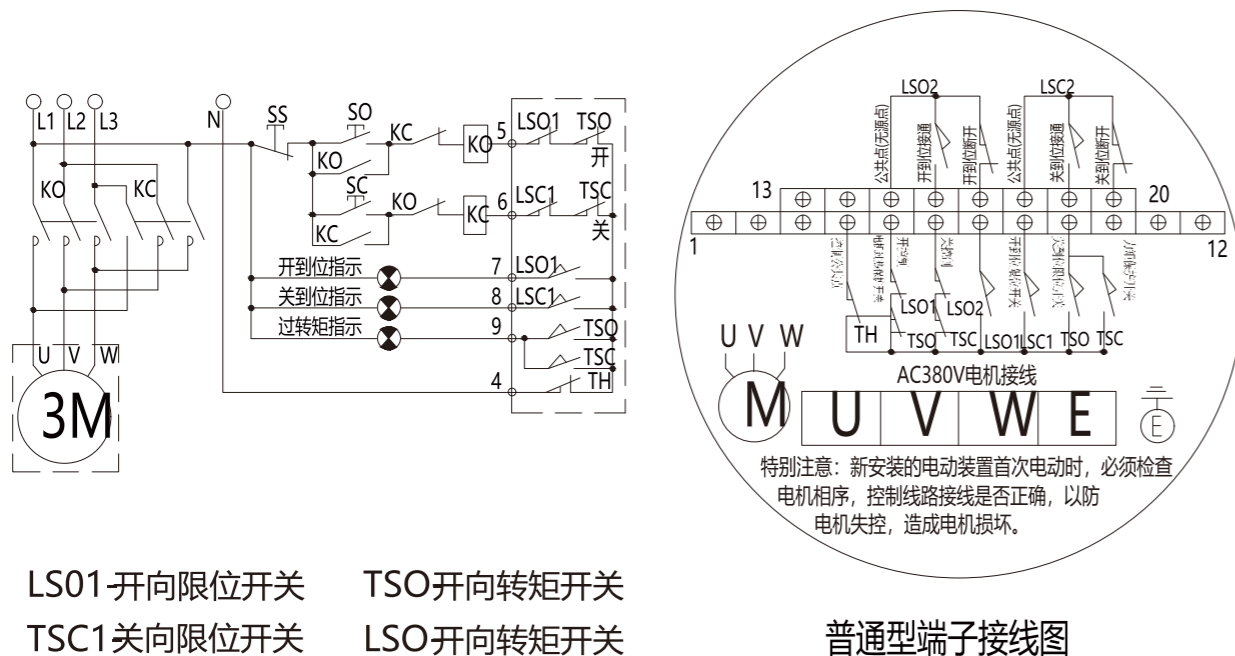 L1 L2 L3 N SS SO KC KO 5 LSO1 TSO
开
KO
SC
KO KC KO KC 6 LSC1 TSC
关
KC
开到位指示 7 LSO1
关到位指示 8 LSC1
过转矩指示 9 TSO
TSC
4 TH
U V W
3M
LS01-开向限位开关 TSO开向转矩开关
TSC1-关向限位开关 LSO-开向转矩开关
LSO2 LSC2
公共点(无源点)
开到位接通
开到位断开
公共点(无源点)
关到位接通
关到位断开
13 20
1 12
LSO1 LSO2
TH TSO TSC LSO1 LSC1 TSO TSC
AC380V电机接线
U V W
M U V W E E
特别注意：新安装的电动装置首次电动时，必须检查
电机相序，控制线路接线是否正确，以防
电机失控，造成电机损坏。
普通型端子接线图